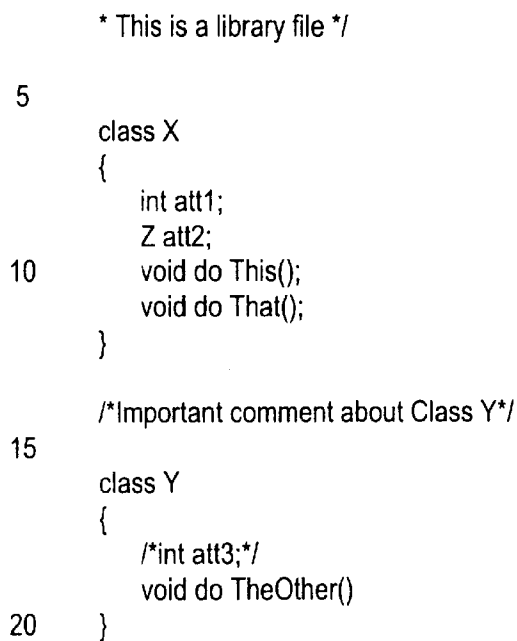 * This is a library file */
5
class X
{
int att1;
Z att2;
10 void do This();
void do That();
}
/*Important comment about Class Y*/
15
class Y
{
/*int att3;*/
void do TheOther()
20 }